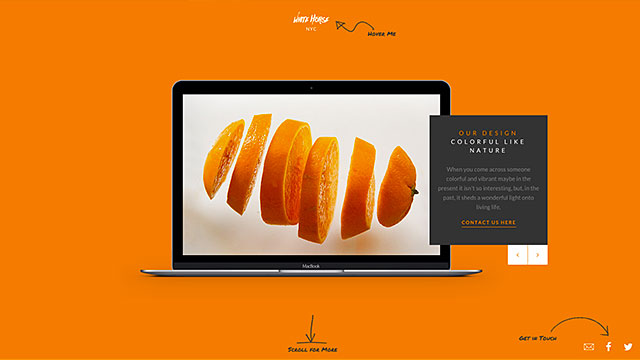 White Horse
NYC
Hover Me
OUR DESIGN
COLORFUL LIKE
NATURE
When you come across someone
colorful and vibrant maybe in the
present it isn't so interesting, but, in the
past, it sheds a wonderful light onto
living life.
CONTACT US HERE
MacBook
Scroll for More
Get in Touch